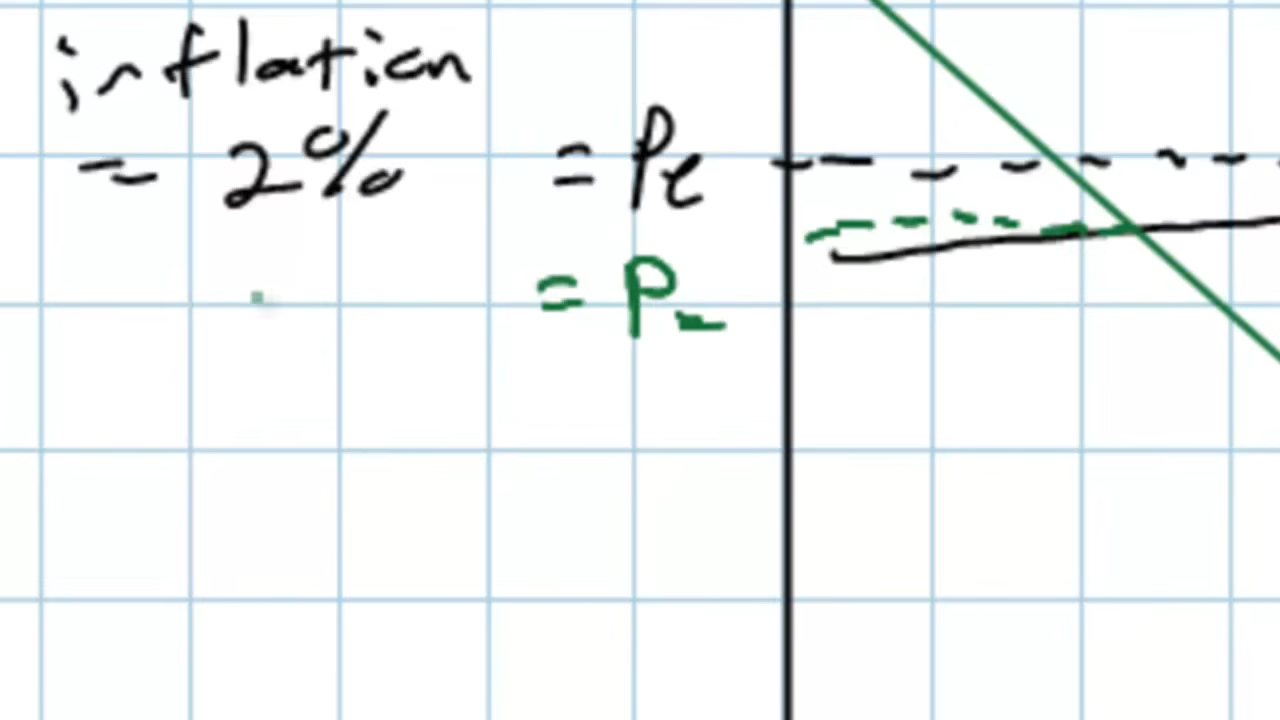 inflation
= 2% = Pe
= P